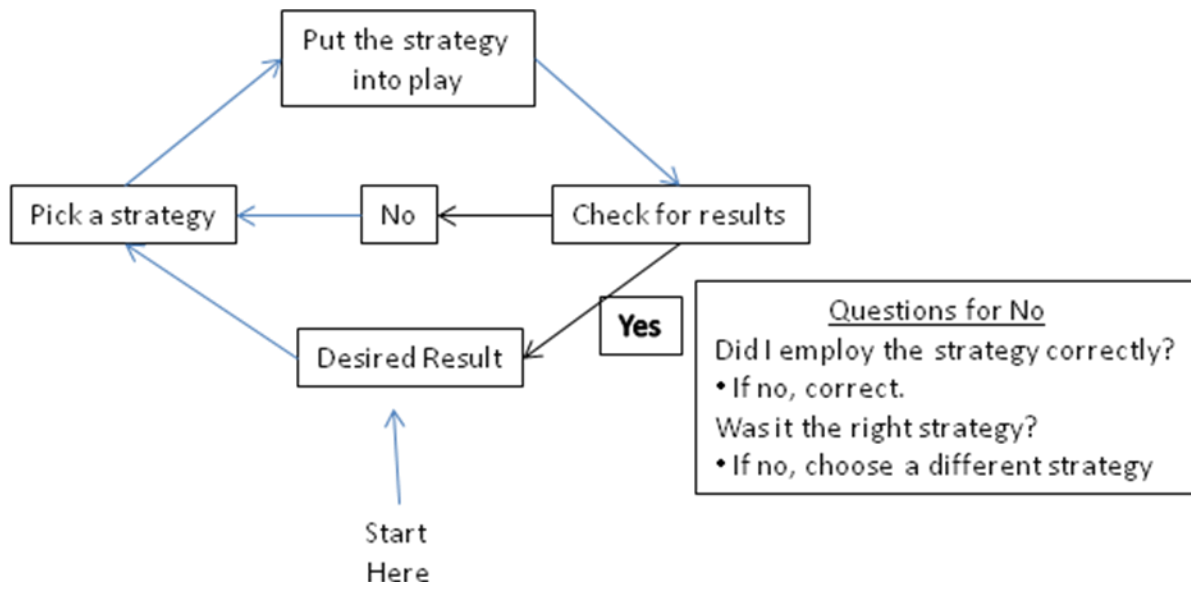 Put the strategy
into play
Pick a strategy
No
Check for results
Yes
Desired Result
Questions for No
Did I employ the strategy correctly?
• If no, correct.
Was it the right strategy?
• If no, choose a different strategy
Start
Here